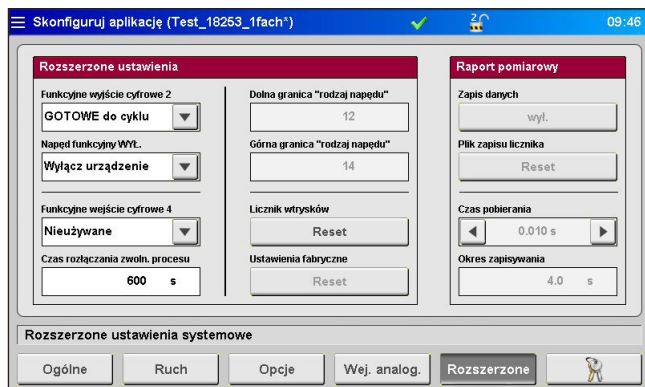 Skonfiguruj aplikację (Test_18253_1fach*)
2
09:46
Rozszerzone ustawienia
Funkcyjne wyjście cyfrowe 2
GOTOWE do cyklu
Napęd funkcyjny WYŁ.
Wyłącz urządzenie
Funkcyjne wejście cyfrowe 4
Nieużywane
Czas rozłączania zwoln. procesu
600 s
Dolna granica "rodzaj napędu"
12
Górna granica "rodzaj napędu"
14
Licznik wtrysków
Reset
Ustawienia fabryczne
Reset
Raport pomiarowy
Zapis danych
wył.
Plik zapisu licznika
Reset
Czas pobierania
0.010 s
Okres zapisywania
4.0 s
Rozszerzone ustawienia systemowe
Ogólne
Ruch
Opcje
Wej. analog.
Rozszerzone